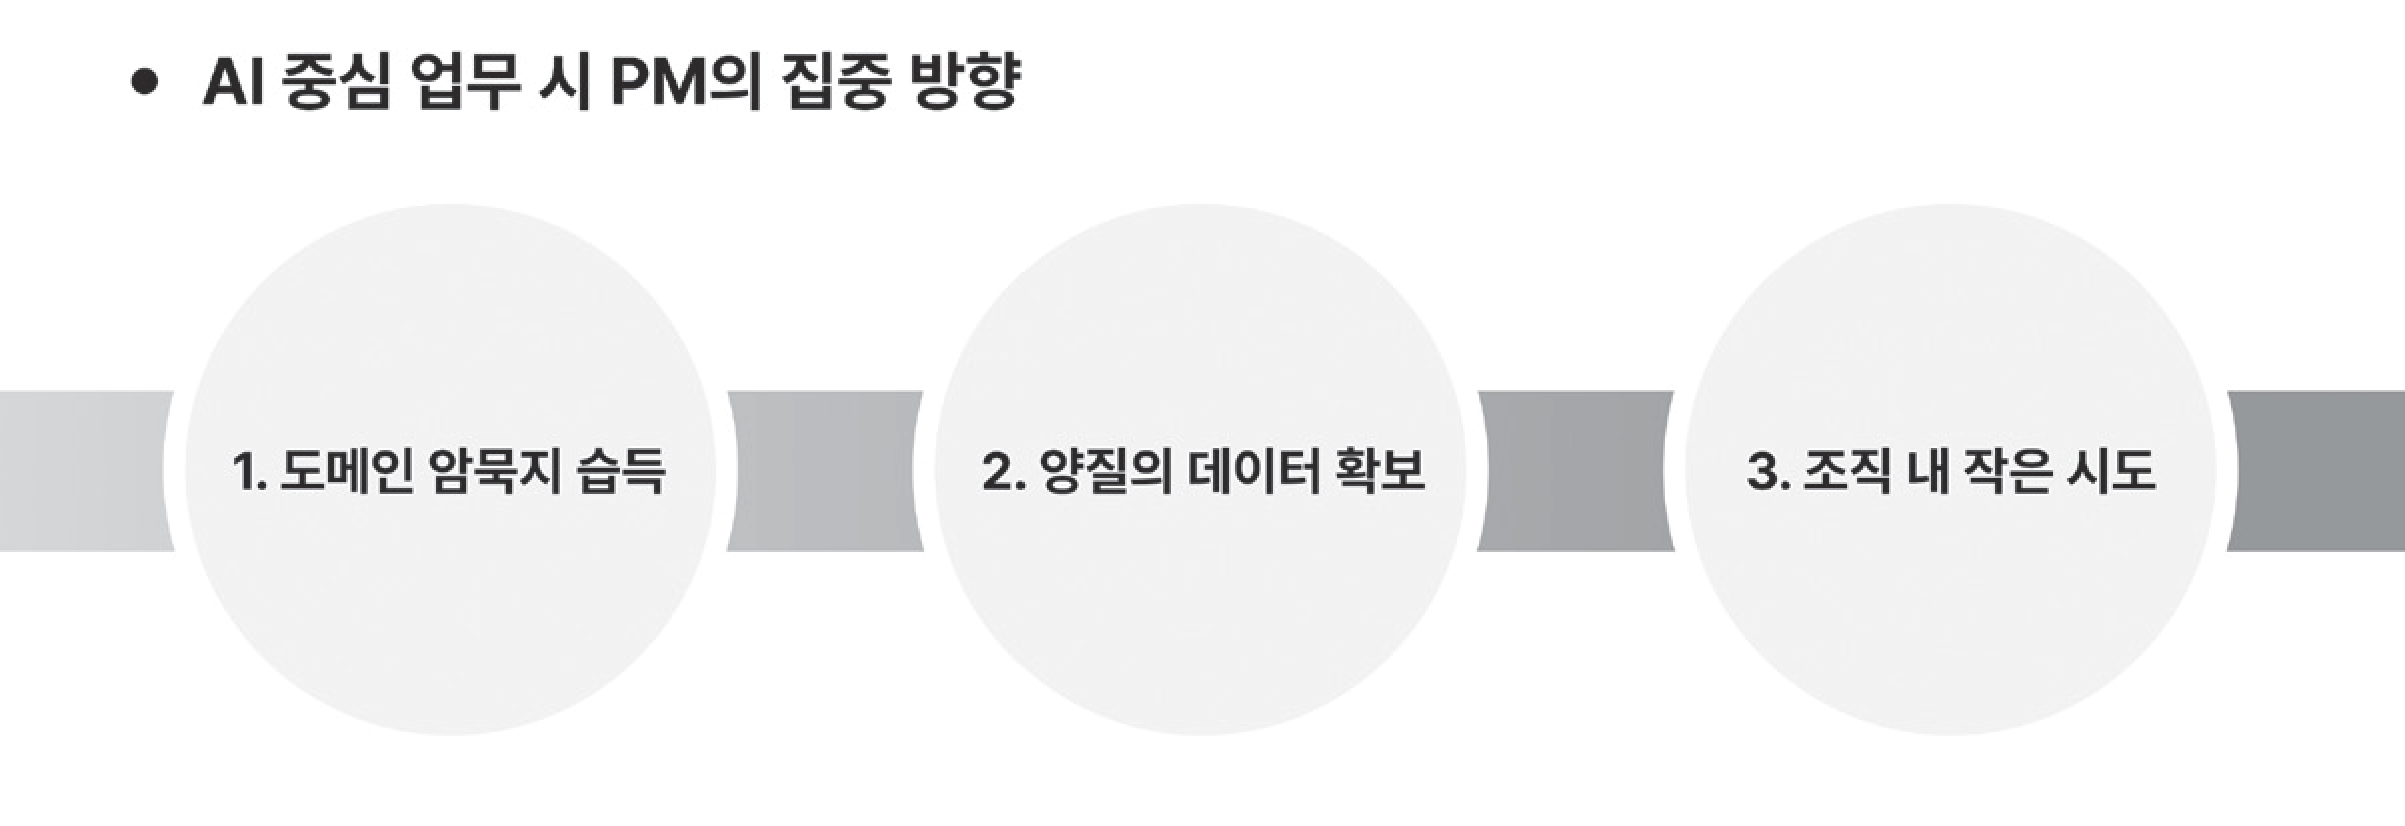 • AI 중심 업무 시 PM의 집중 방향
1. 도메인 암묵지 습득
2. 양질의 데이터 확보
3. 조직 내 작은 시도